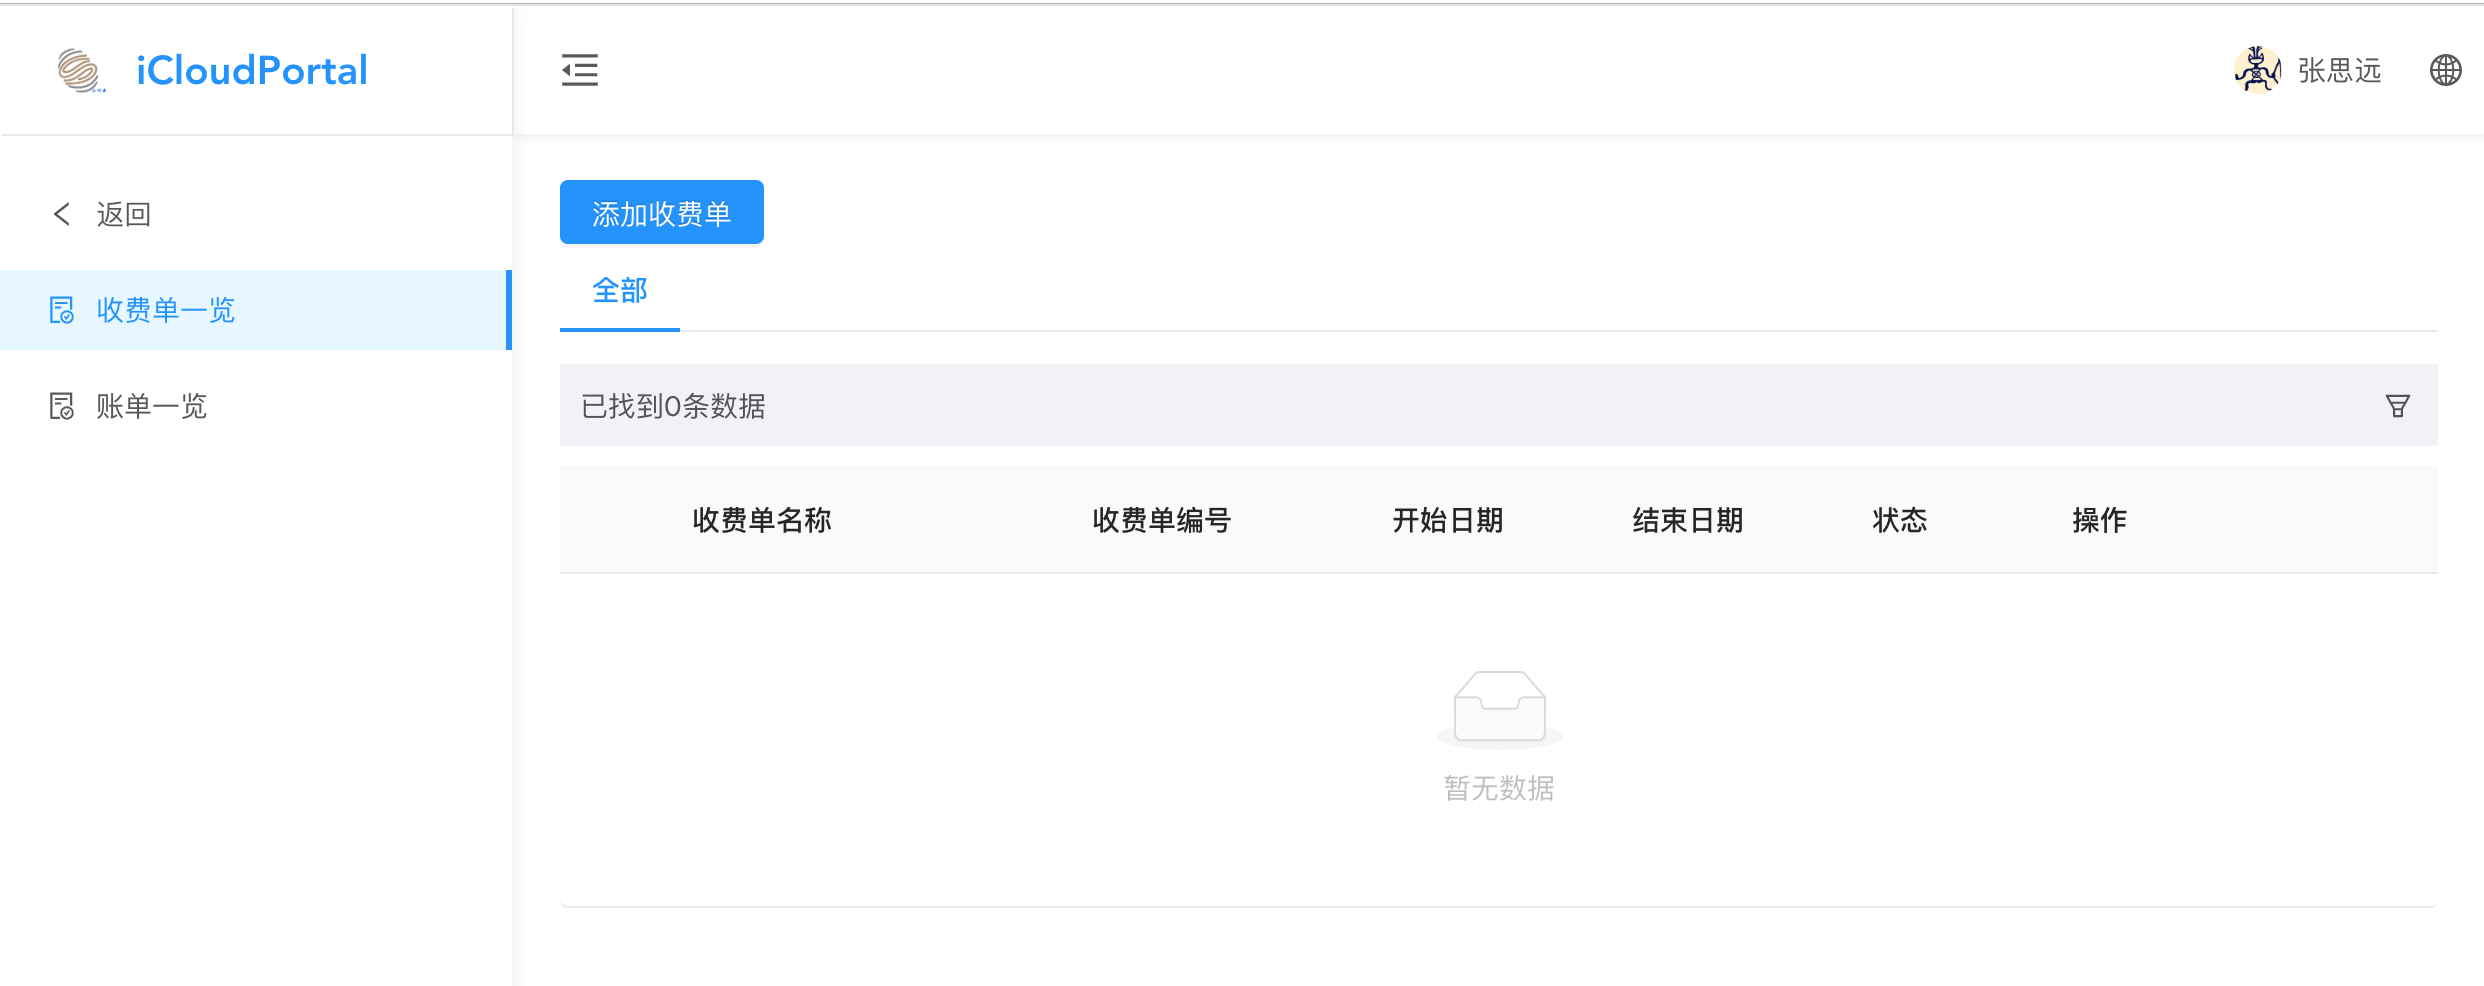 iCloudPortal
张思远
返回
收费单一览
账单一览
添加收费单
全部
已找到0条数据
收费单名称 收费单编号 开始日期 结束日期 状态 操作
暂无数据